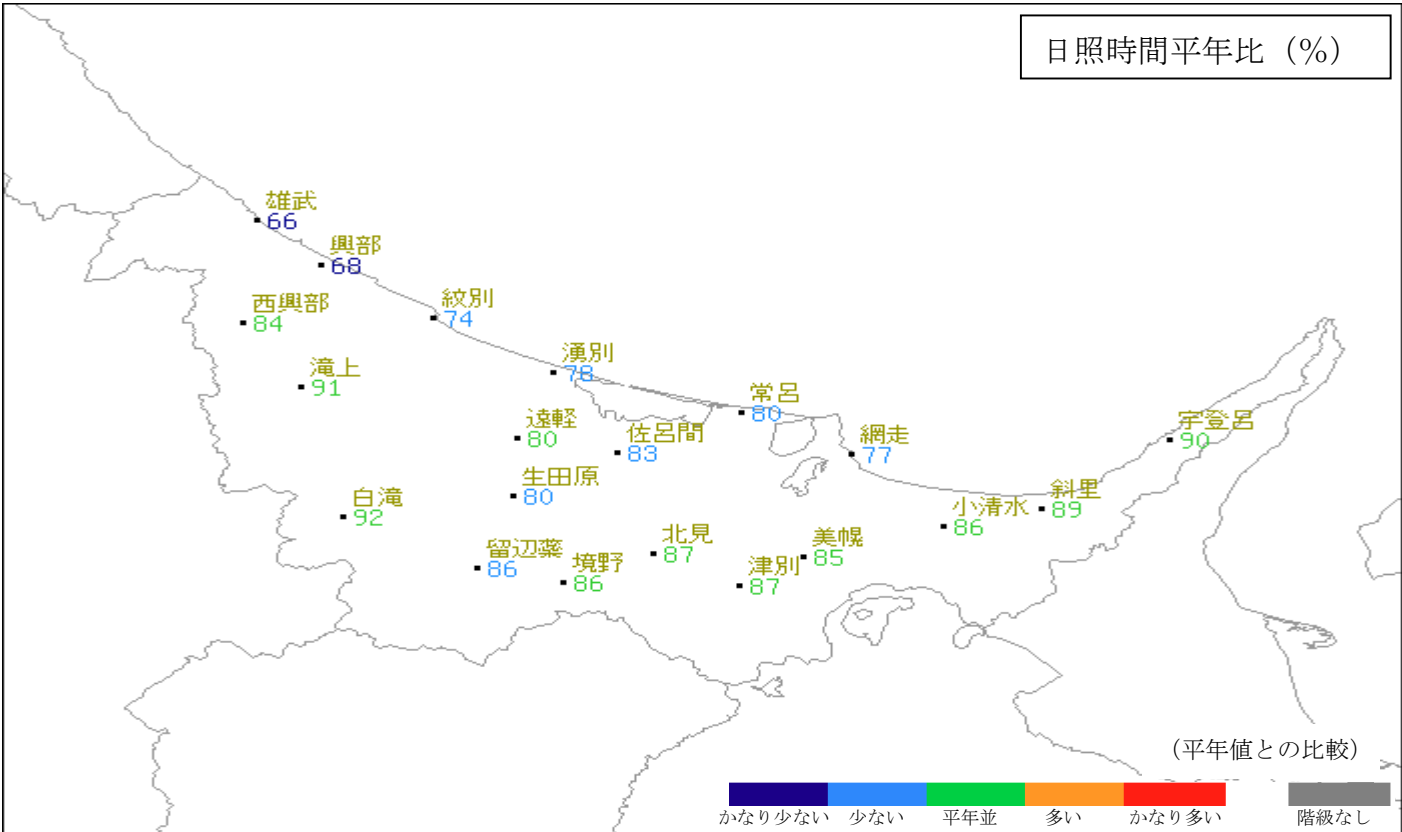 日照時間平年比（%）
雄武
66
興部
68
西興部
84
紋別
74
滝上
91
湧別
78
常呂
80
遠軽
80
佐呂間
83
網走
77
宇登呂
90
生田原
80
白滝
92
斜里
89
小清水
86
北見
87
美幌
85
留辺蘂
86
境野
86
津別
87
（平年値との比較）
かなり少ない 少ない 平年並 多い かなり多い 階級なし